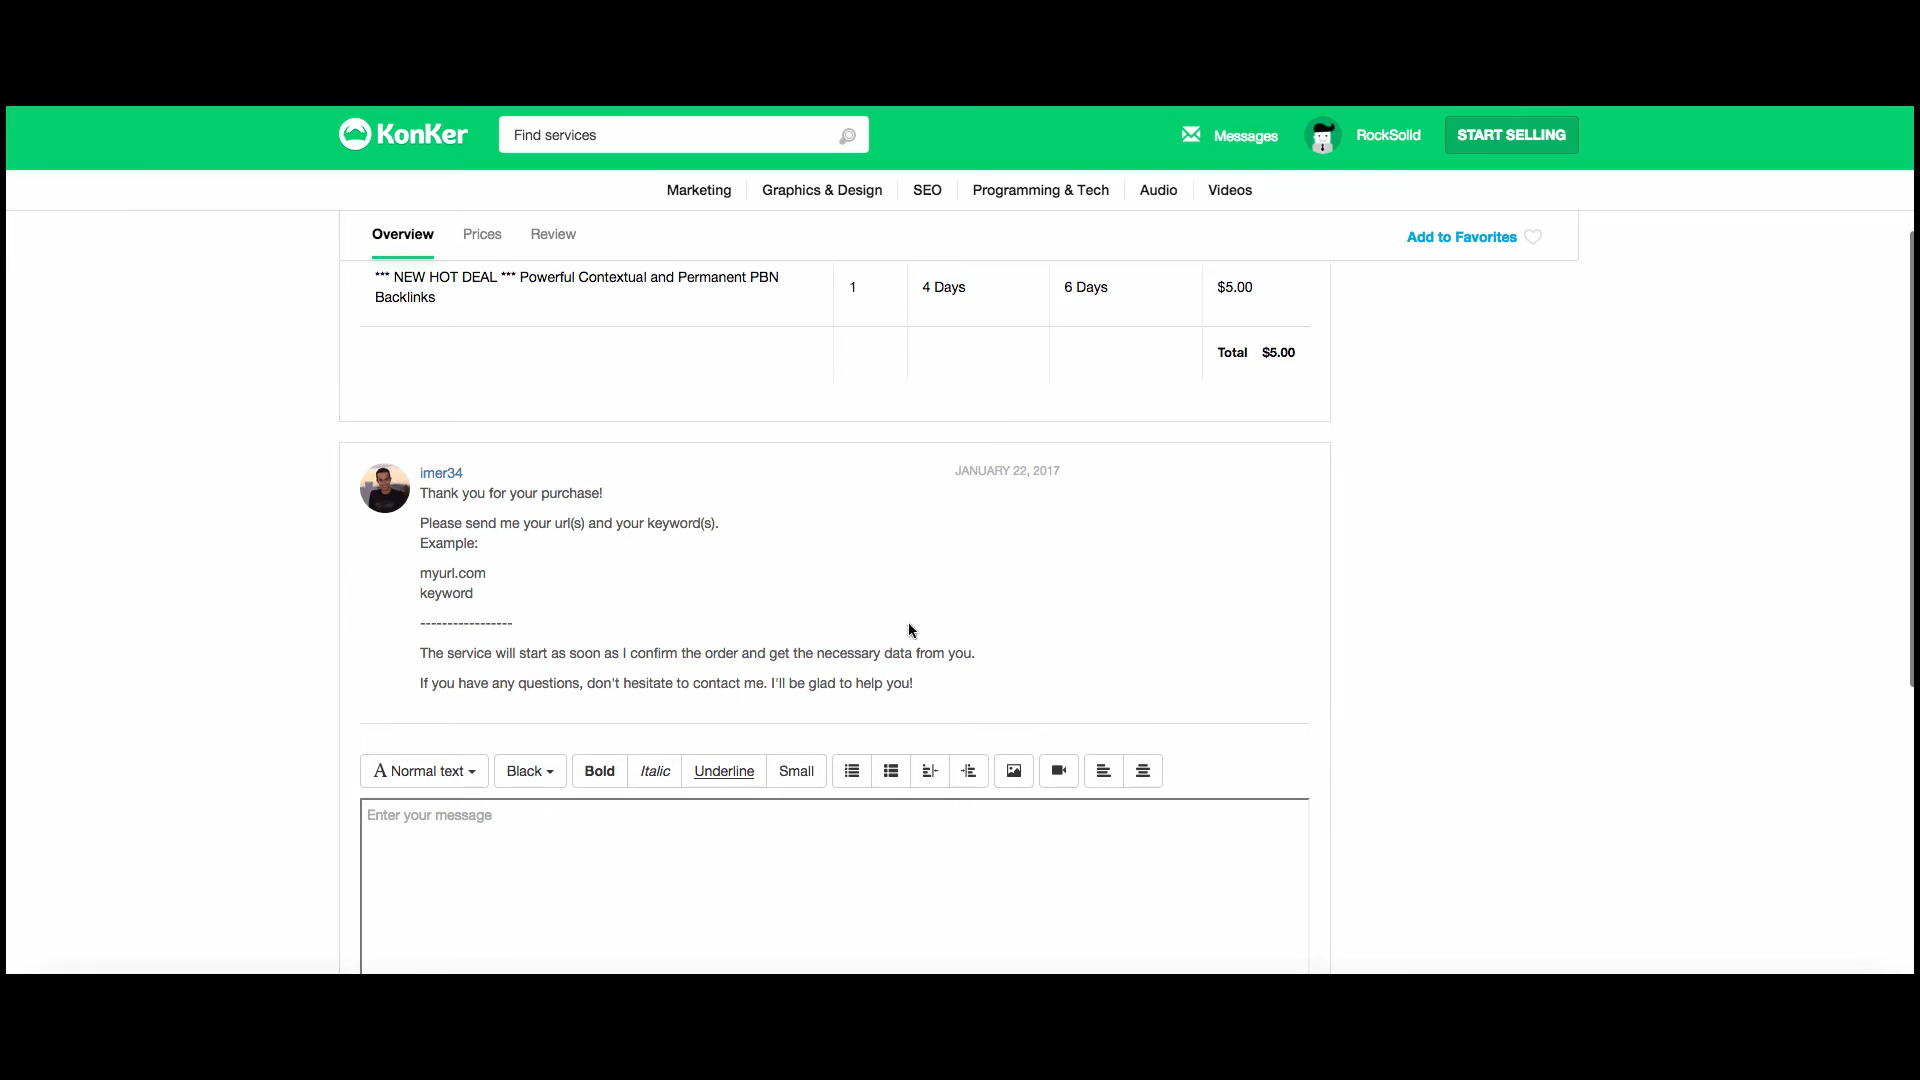 KonKer
Find services
Messages
RockSolid
START SELLING
Marketing
Graphics & Design
SEO
Programming & Tech
Audio
Videos
Overview
Prices
Review
Add to Favorites
*** NEW HOT DEAL *** Powerful Contextual and Permanent PBN
Backlinks
1
4 Days
6 Days
$5.00
Total $5.00
imer34
JANUARY 22, 2017
Thank you for your purchase!
Please send me your url(s) and your keyword(s).
Example:
myurl.com
keyword
-----------------
The service will start as soon as I confirm the order and get the necessary data from you.
If you have any questions, don't hesitate to contact me. I'll be glad to help you!
A Normal text
Black
Bold
Italic
Underline
Small
Enter your message